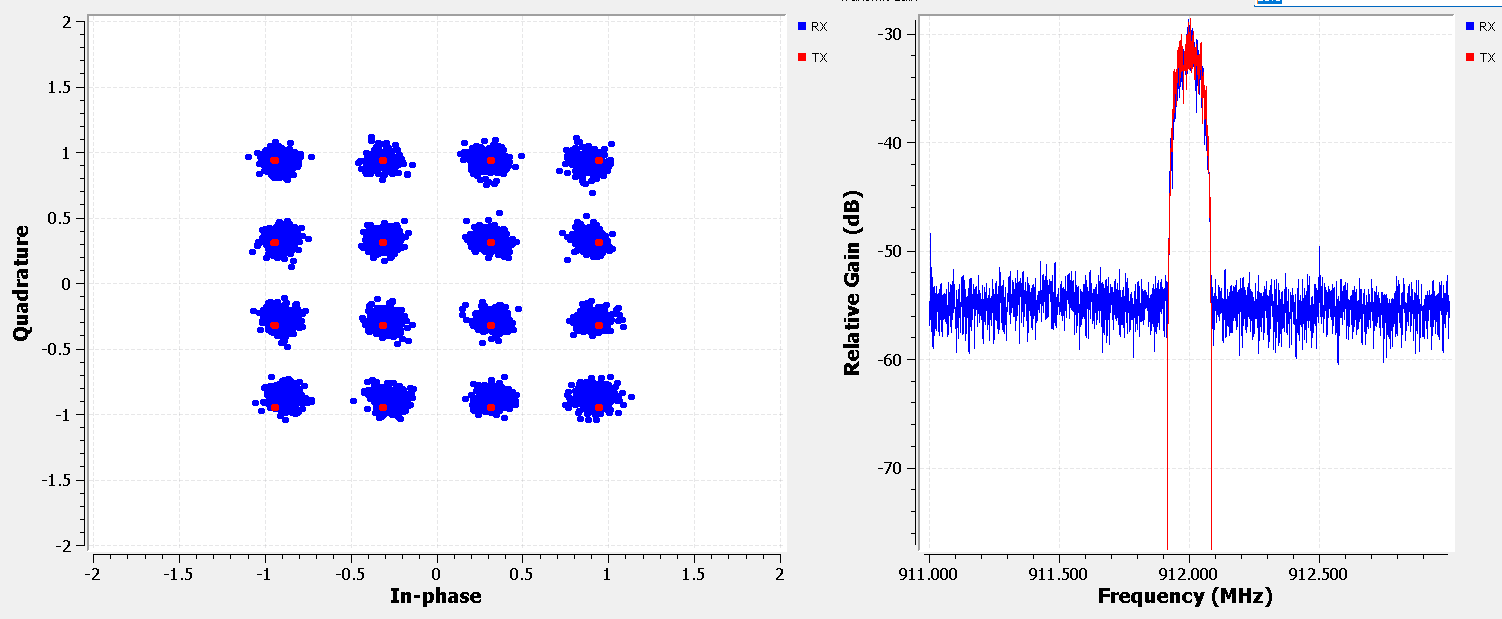 2
1.5
1
0.5
0
-0.5
-1
-1.5
-2
Quadrature
-2 -1.5 -1 -0.5 0 0.5 1 1.5 2
In-phase
RX
TX
-30
-40
-50
-60
-70
Relative Gain (dB)
911.000 911.500 912.000 912.500
Frequency (MHz)
RX
TX